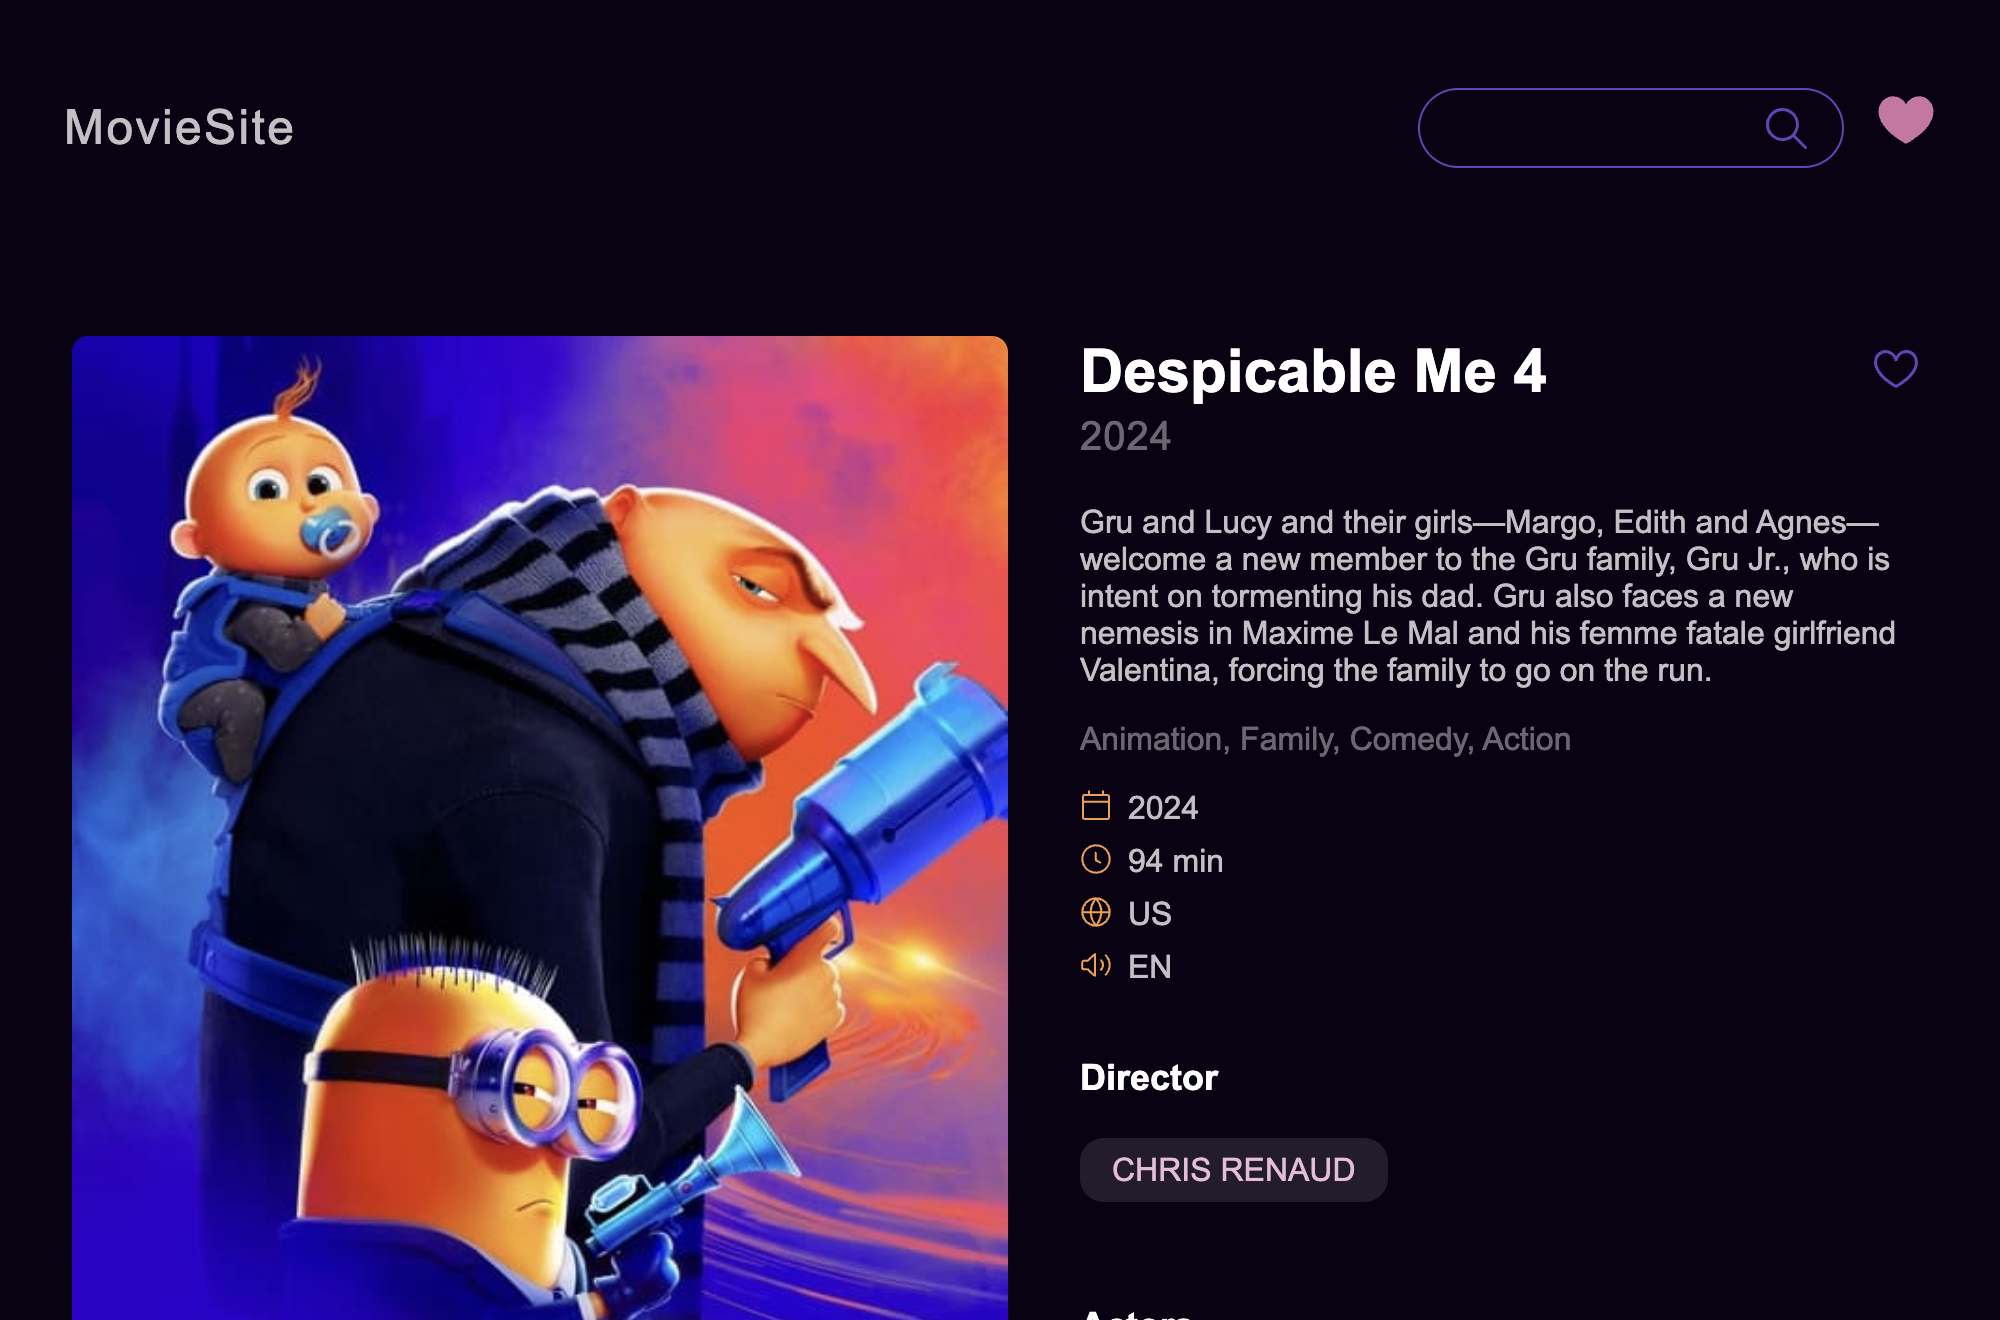 MovieSite
Despicable Me 4
2024
Gru and Lucy and their girls—Margo, Edith and Agnes—
welcome a new member to the Gru family, Gru Jr., who is
intent on tormenting his dad. Gru also faces a new
nemesis in Maxime Le Mal and his femme fatale girlfriend
Valentina, forcing the family to go on the run.
Animation, Family, Comedy, Action
2024
94 min
US
EN
Director
CHRIS RENAUD
Actors